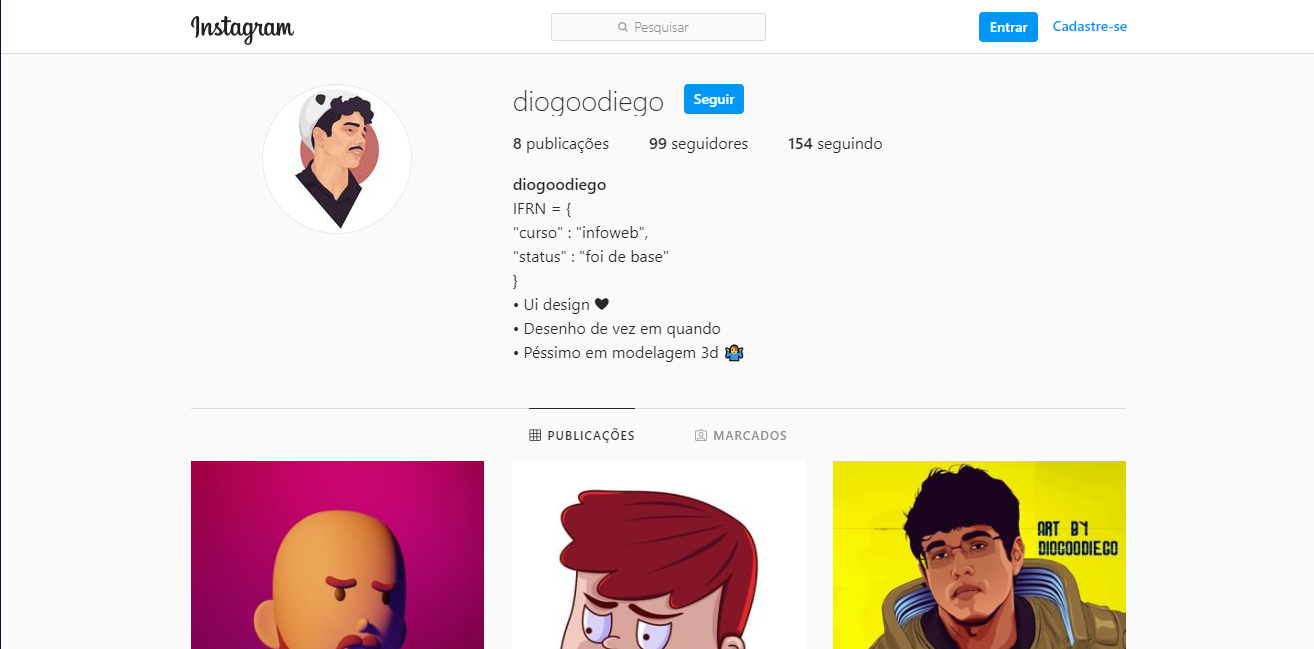 Instagram
Pesquisar
Entrar
Cadastre-se
diogoodiego
Seguir
8 publicações 99 seguidores 154 seguindo
diogoodiego
IFRN = {
"curso" : "infoweb",
"status" : "foi de base"
}
• Ui design 🖤
• Desenho de vez em quando
• Péssimo em modelagem 3d 🤷‍♂️
PUBLICAÇÕES
MARCADOS
ART BY
DIOGOODIEGO